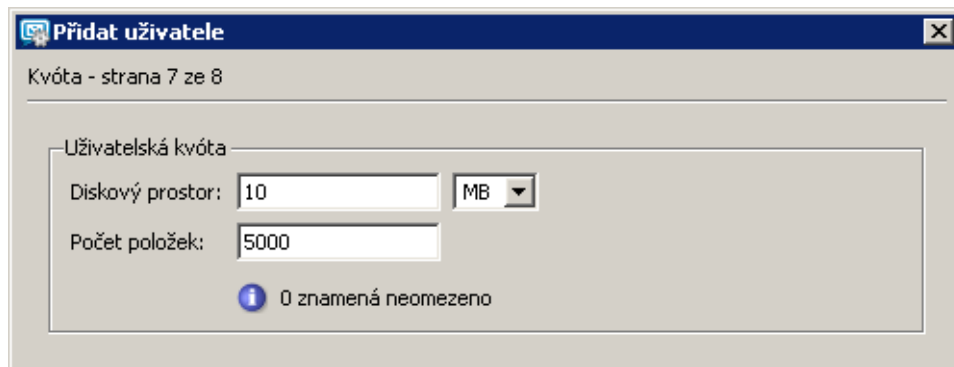 Přidat uživatele
Kvóta - strana 7 ze 8
Uživatelská kvóta
Diskový prostor: 10 MB
Počet položek: 5000
0 znamená neomezeno